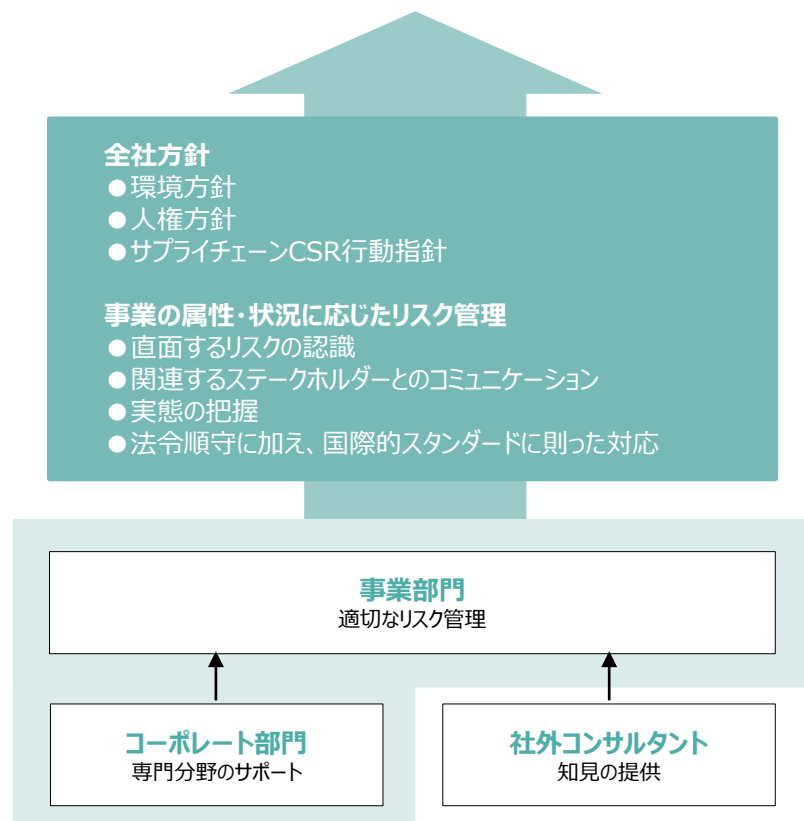 全社方針
●環境方針
●人権方針
●サプライチェーンCSR行動指針
事業の属性・状況に応じたリスク管理
●直面するリスクの認識
●関連するステークホルダーとのコミュニケーション
●実態の把握
●法令順守に加え、国際的スタンダードに則った対応
事業部門
適切なリスク管理
コーポレート部門
専門分野のサポート
社外コンサルタント
知見の提供